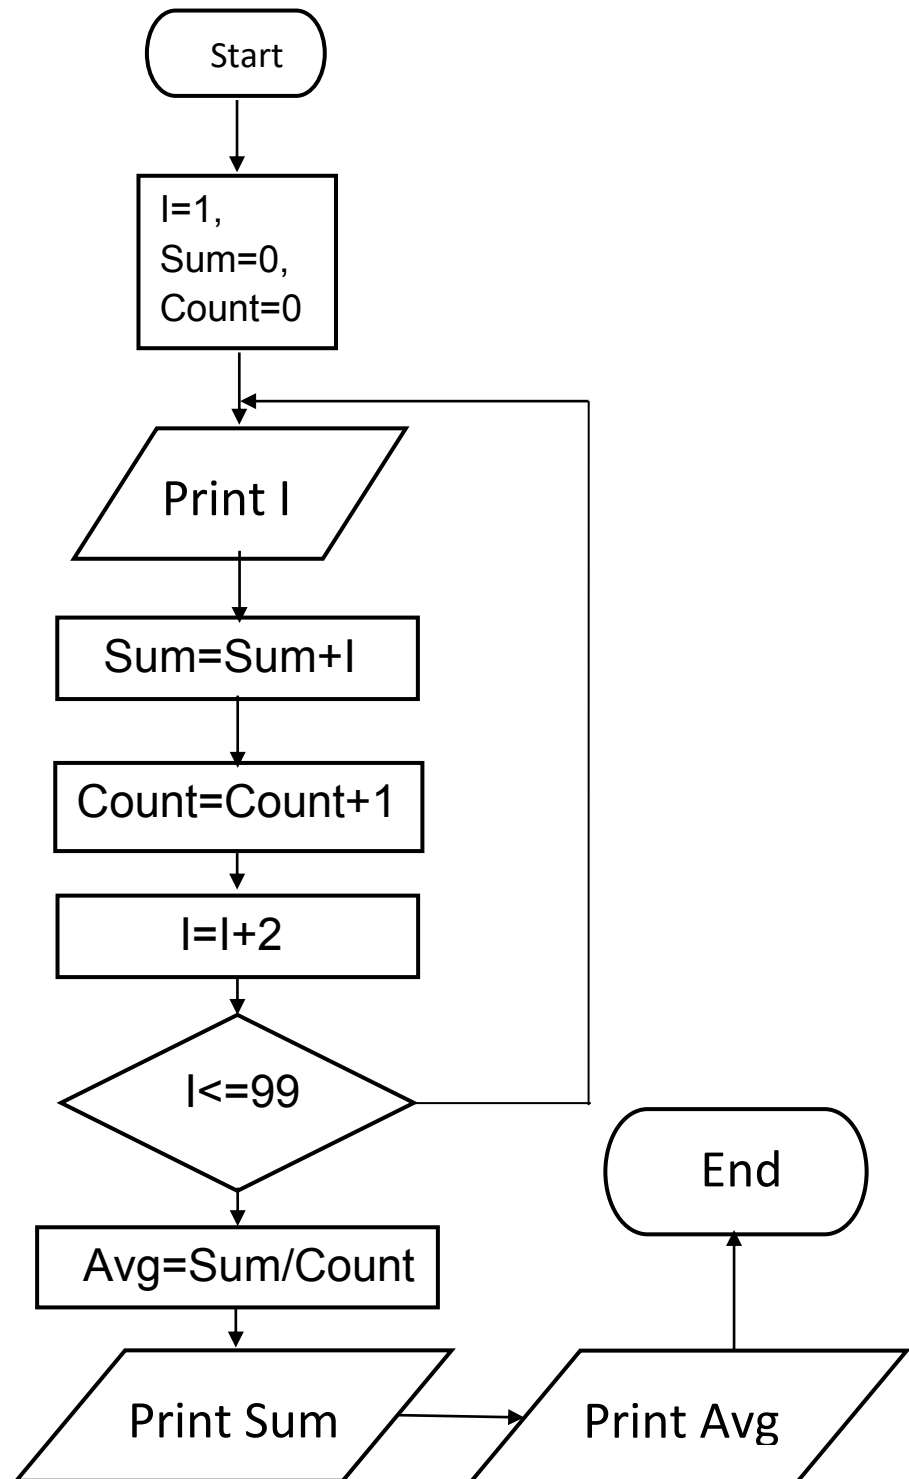 Start
I=1,
Sum=0,
Count=0
Print I
Sum=Sum+I
Count=Count+1
I=I+2
I<=99
Avg=Sum/Count
Print Sum
Print Avg
End